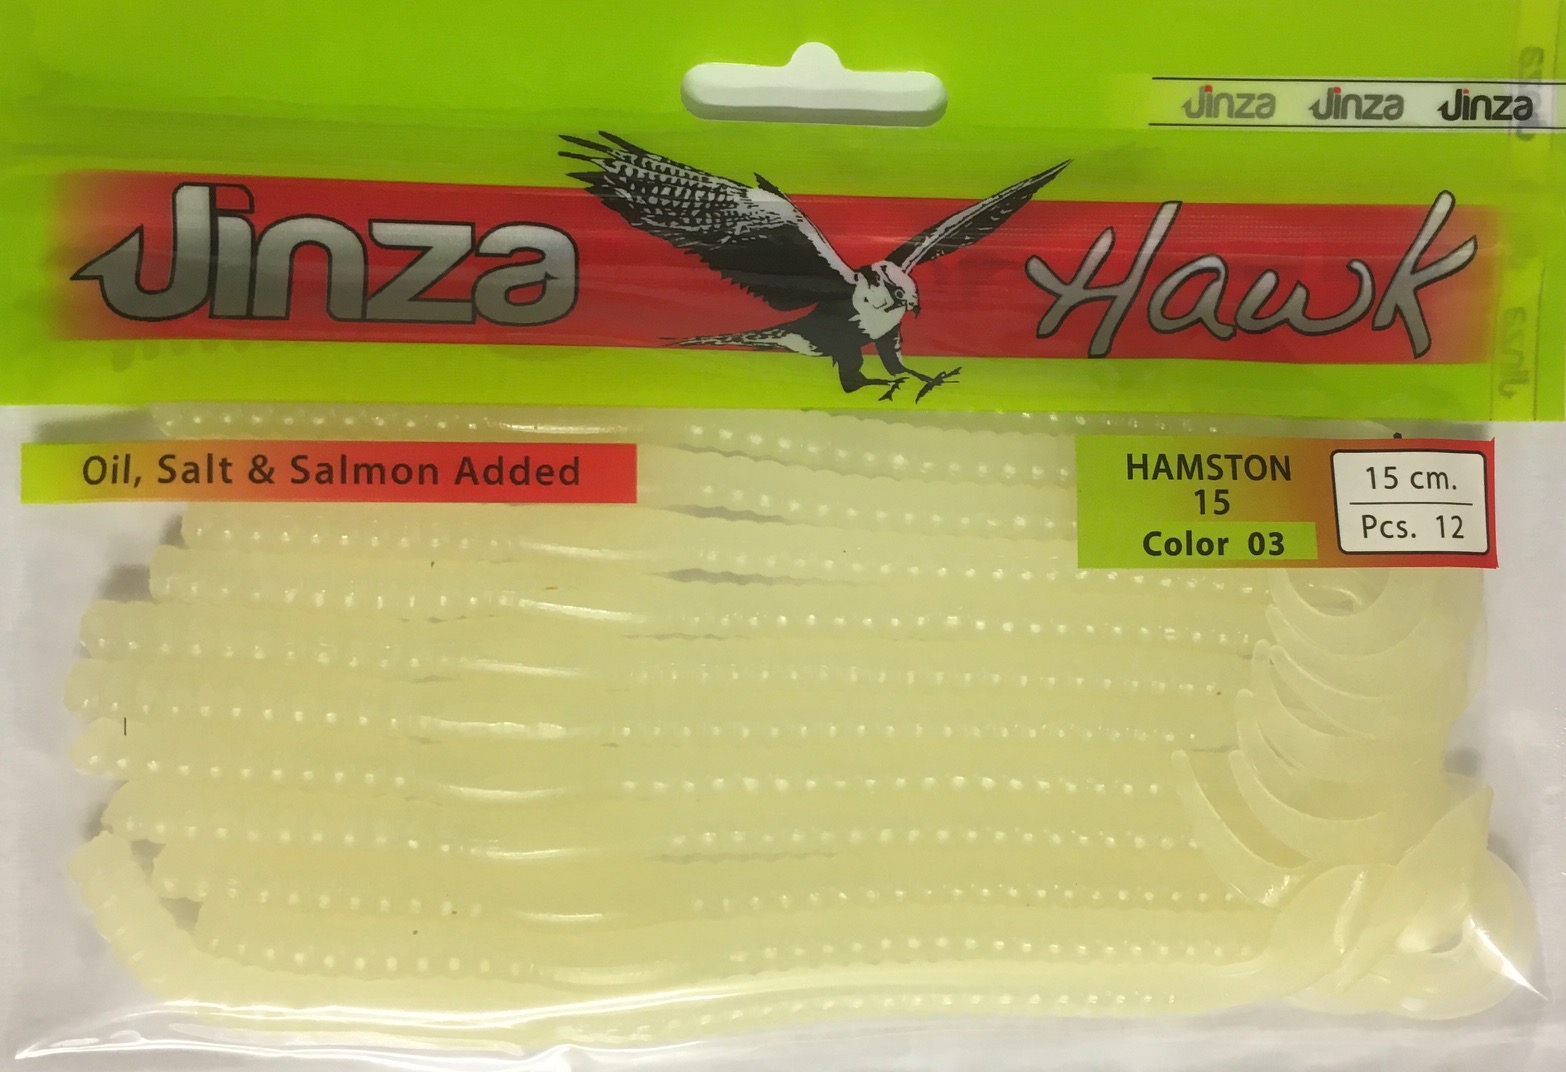 Jinza Jinza Jinza
Jinza Hawk
Oil, Salt & Salmon Added
HAMSTON
15
Color 03
15 cm.
Pcs. 12